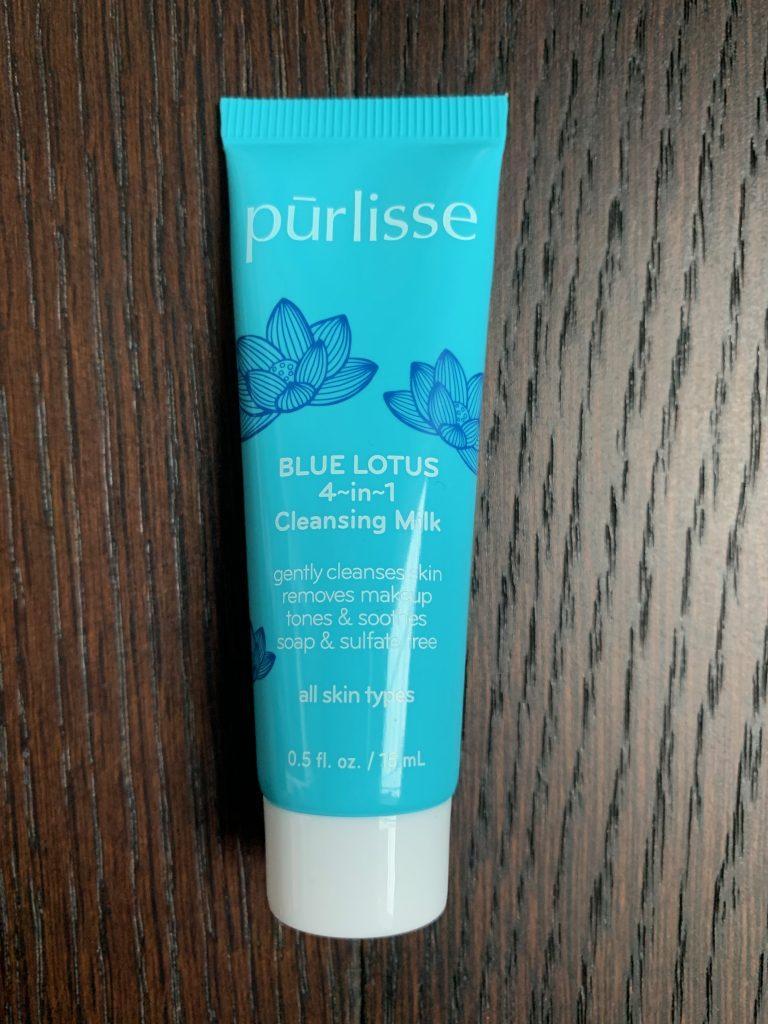 pūrlisse
BLUE LOTUS
4~in~1
Cleansing Milk
gently cleanses skin
removes makeup
tones & soothes
soap & sulfate free
all skin types
0.5 fl. oz. / 15 mL